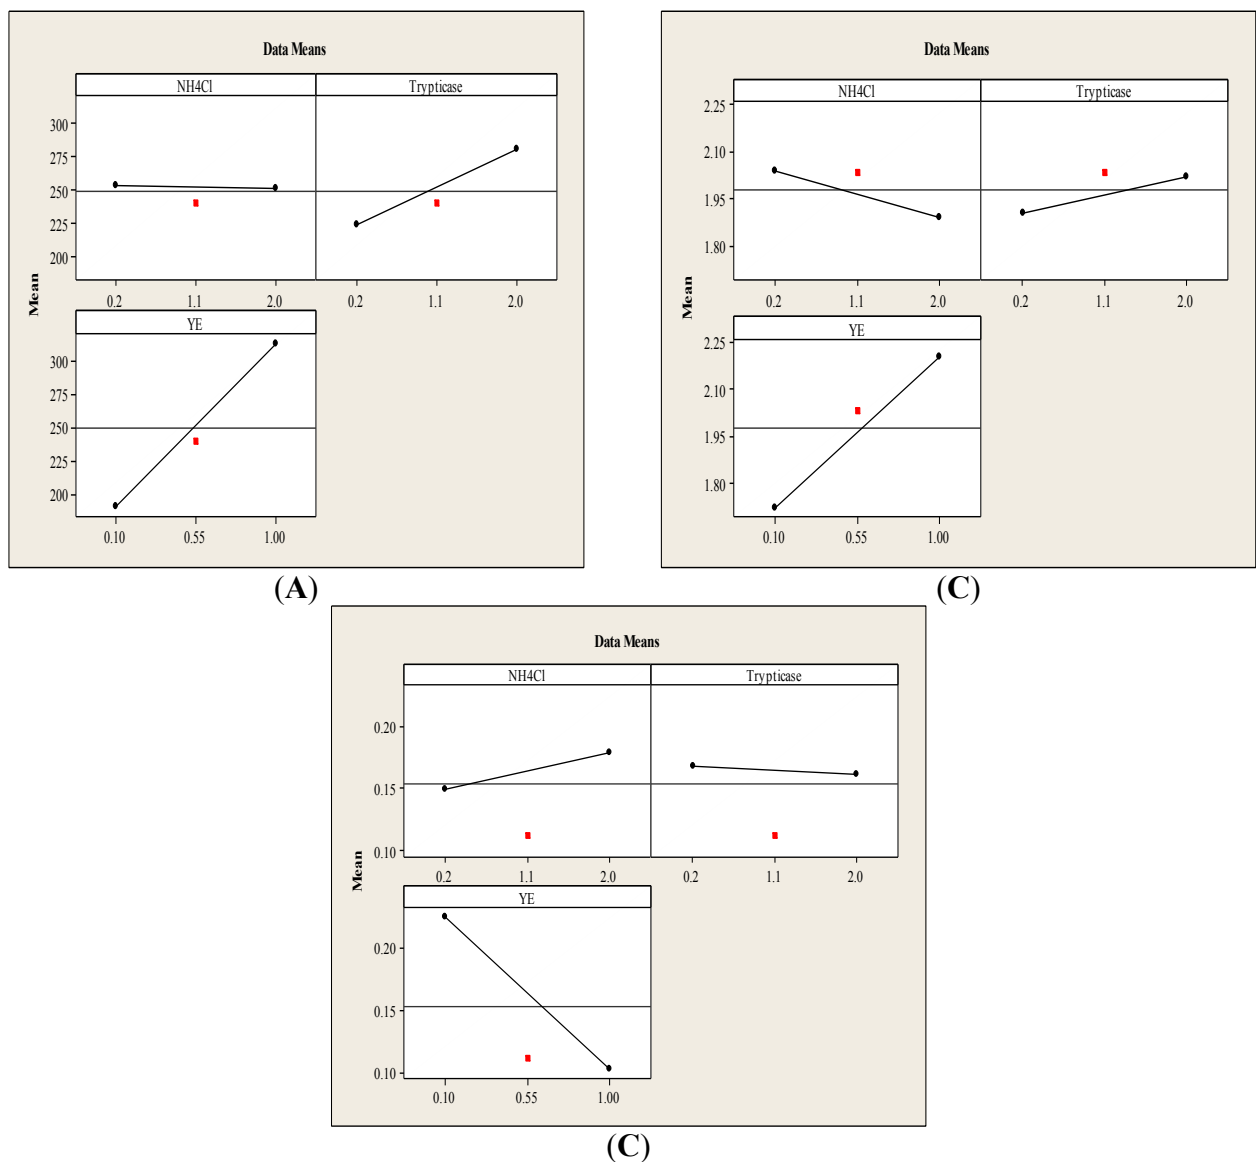 Data Means
NH4Cl Trypticase
300
275
250
225
200
0.2 1.1 2.0 0.2 1.1 2.0
Mean
YE
300
275
250
225
200
0.10 0.55 1.00
(A)
Data Means
NH4Cl Trypticase
2.25
2.10
1.95
1.80
0.2 1.1 2.0 0.2 1.1 2.0
Mean
YE
2.25
2.10
1.95
1.80
0.10 0.55 1.00
(C)
Data Means
NH4Cl Trypticase
0.20
0.15
0.10
0.2 1.1 2.0 0.2 1.1 2.0
Mean
YE
0.20
0.15
0.10
0.10 0.55 1.00
(C)